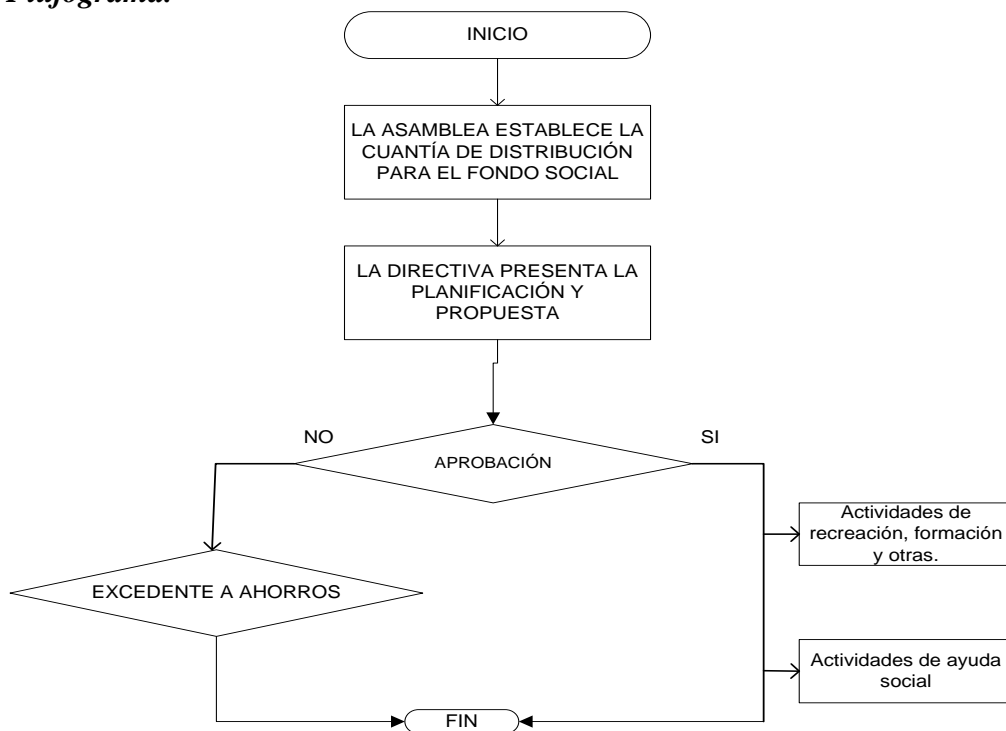 Flujograma.
INICIO
LA ASAMBLEA ESTABLECE LA
CUANTÍA DE DISTRIBUCIÓN
PARA EL FONDO SOCIAL
LA DIRECTIVA PRESENTA LA
PLANIFICACIÓN Y
PROPUESTA
NO
SI
APROBACIÓN
Actividades de
recreación, formación
y otras.
EXCEDENTE A AHORROS
Actividades de ayuda
social
FIN